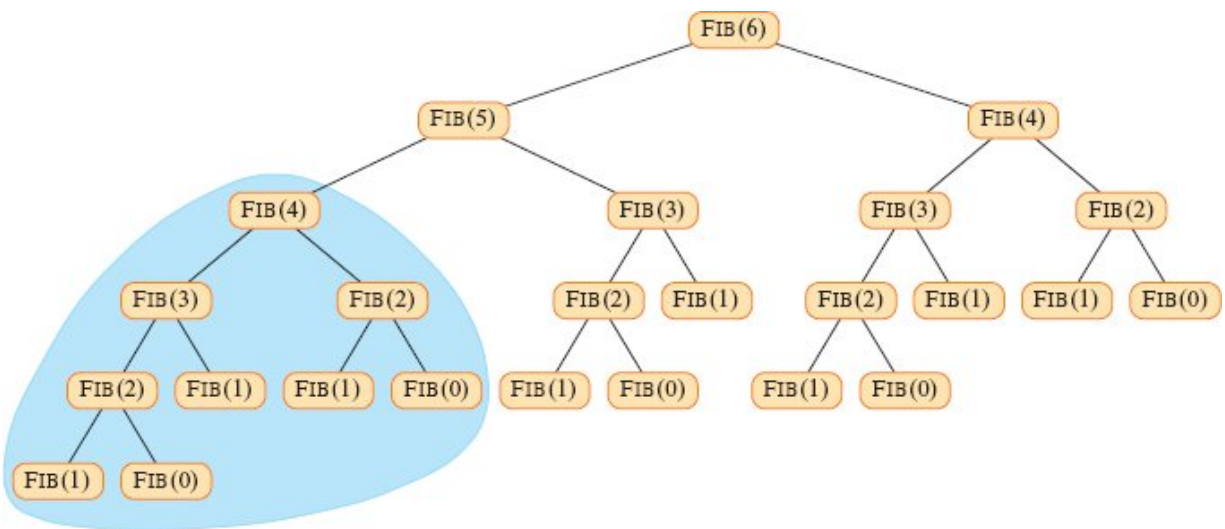 FIB(6)
FIB(5) FIB(4)
FIB(4) FIB(3) FIB(3) FIB(2)
FIB(3) FIB(2) FIB(2) FIB(1) FIB(2) FIB(1) FIB(1) FIB(0)
FIB(2) FIB(1) FIB(1) FIB(0) FIB(1) FIB(0) FIB(1) FIB(0)
FIB(1) FIB(0)